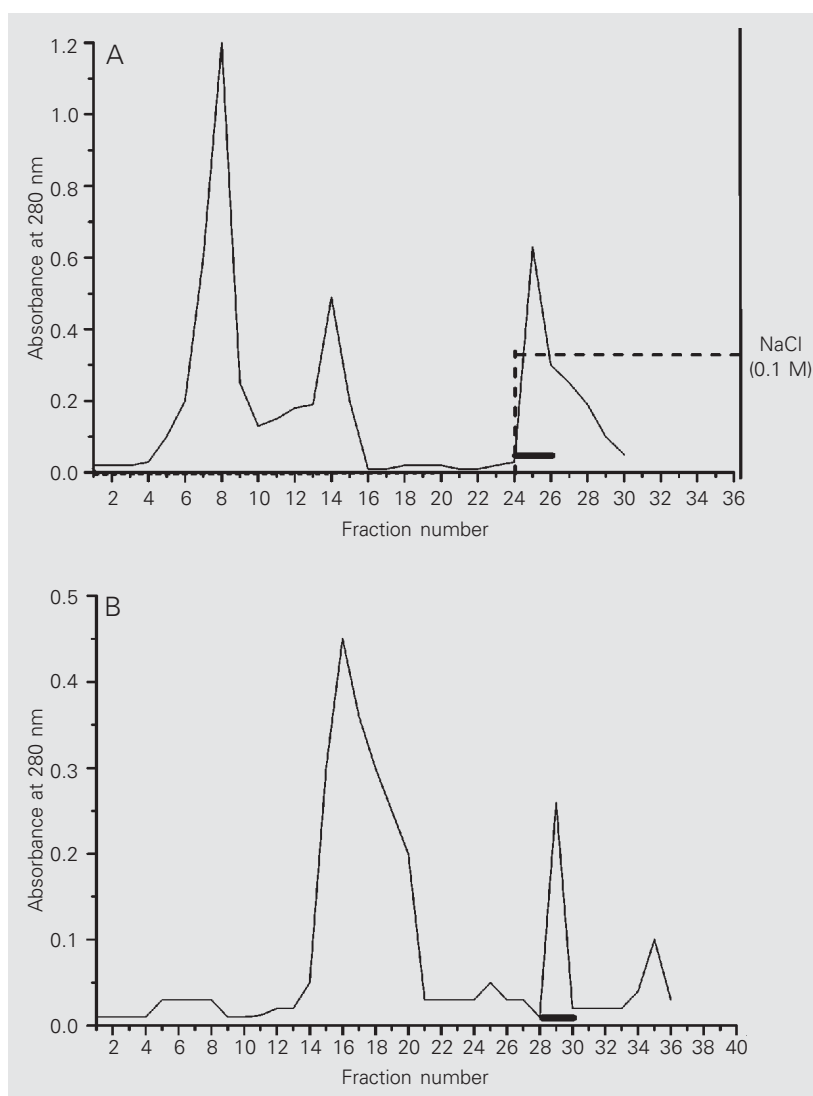 A
1.2
1.0
0.8
0.6
0.4
0.2
0.0
Absorbance at 280 nm
NaCl
(0.1 M)
2 4 6 8 10 12 14 16 18 20 22 24 26 28 30 32 34 36
Fraction number
B
0.5
0.4
0.3
0.2
0.1
0.0
Absorbance at 280 nm
2 4 6 8 10 12 14 16 18 20 22 24 26 28 30 32 34 36 38 40
Fraction number